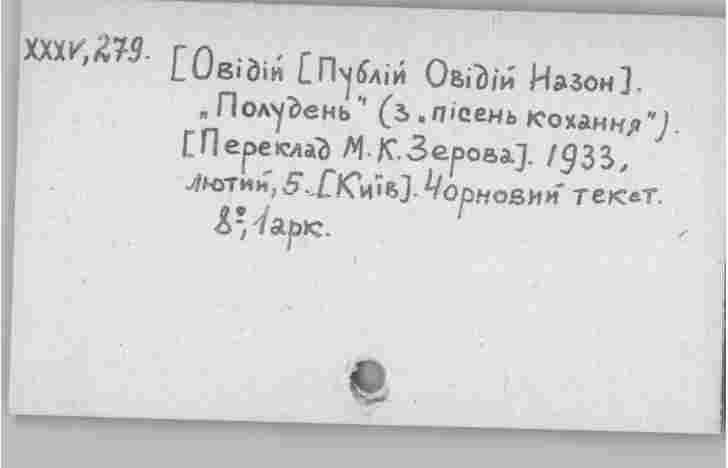 XXXV, 279. [Овідій [Публій Овідій Назон].
„Полудень" (З „пісень кохання").
[Переклад М.К. Зерова]. 1933,
лютий, 5. [Київ]. Чорновий текст.
8º, 1 арк.